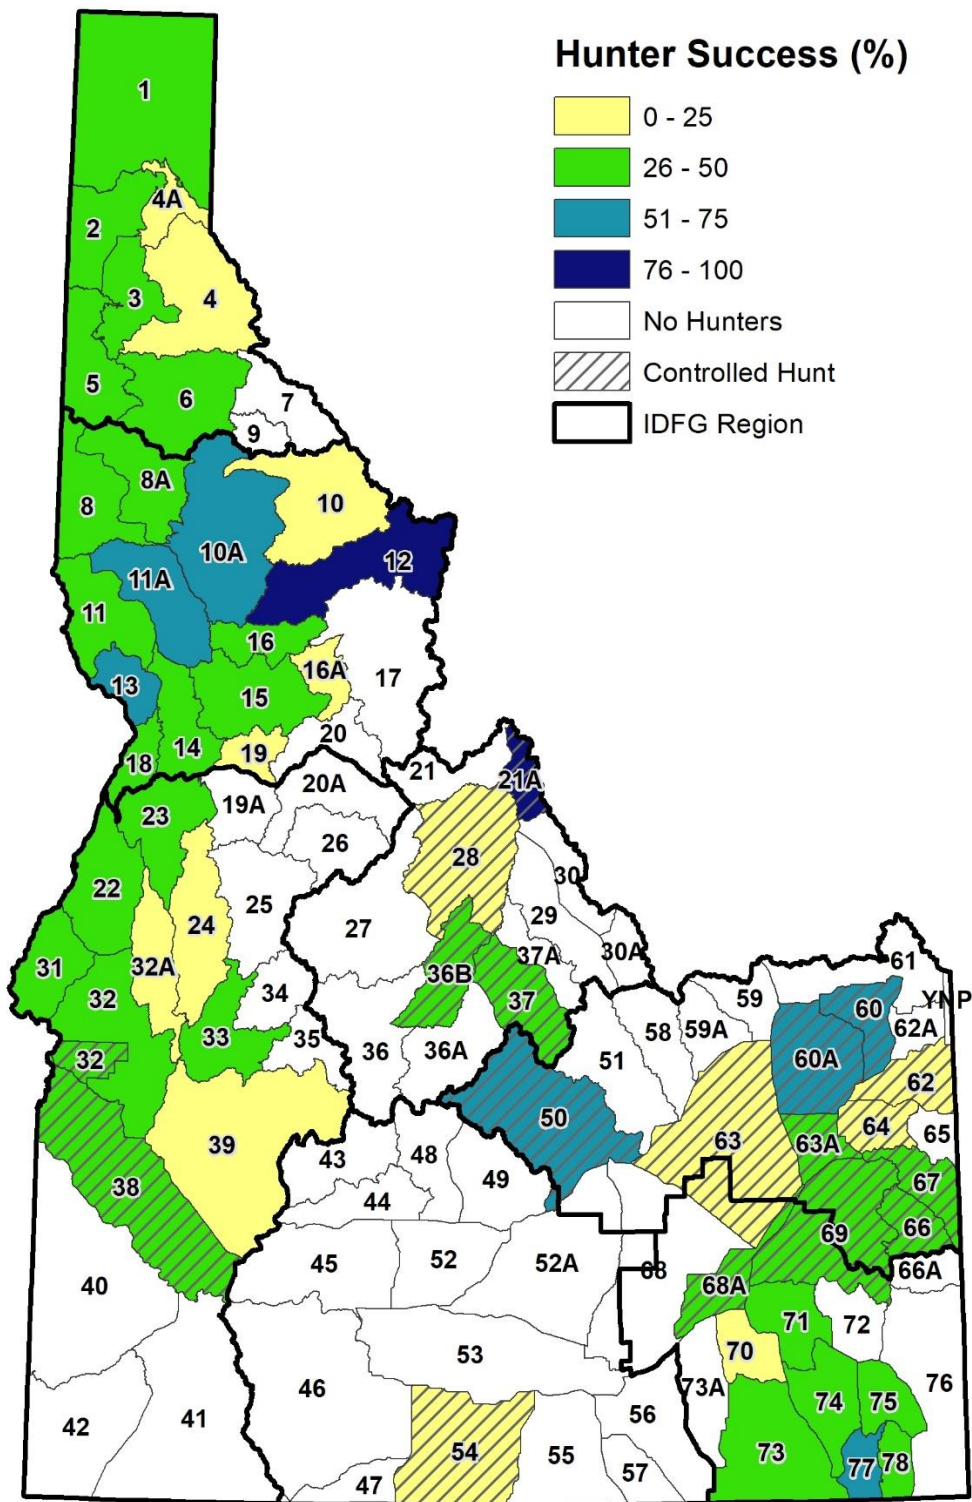 Hunter Success (%)
0 - 25
26 - 50
51 - 75
76 - 100
No Hunters
Controlled Hunt
IDFG Region
1
4A
2
3
4
5
6
7
9
8A
8
10
10A
12
11A
11
16
16A
17
13
15
20
14
19
18
21
21A
20A
19A
23
26
28
22
25
27
24
30
29
32A
37A
30A
31
36B
61
32
34
37
59
60
YNP
33
58
59A
62A
35
36
36A
51
60A
32
62
50
64
65
39
63
63A
43
48
67
38
49
44
66
69
45
52
52A
68
66A
40
68A
71
72
70
53
73A
46
76
74
75
42
41
54
56
55
73
77
78
57
47